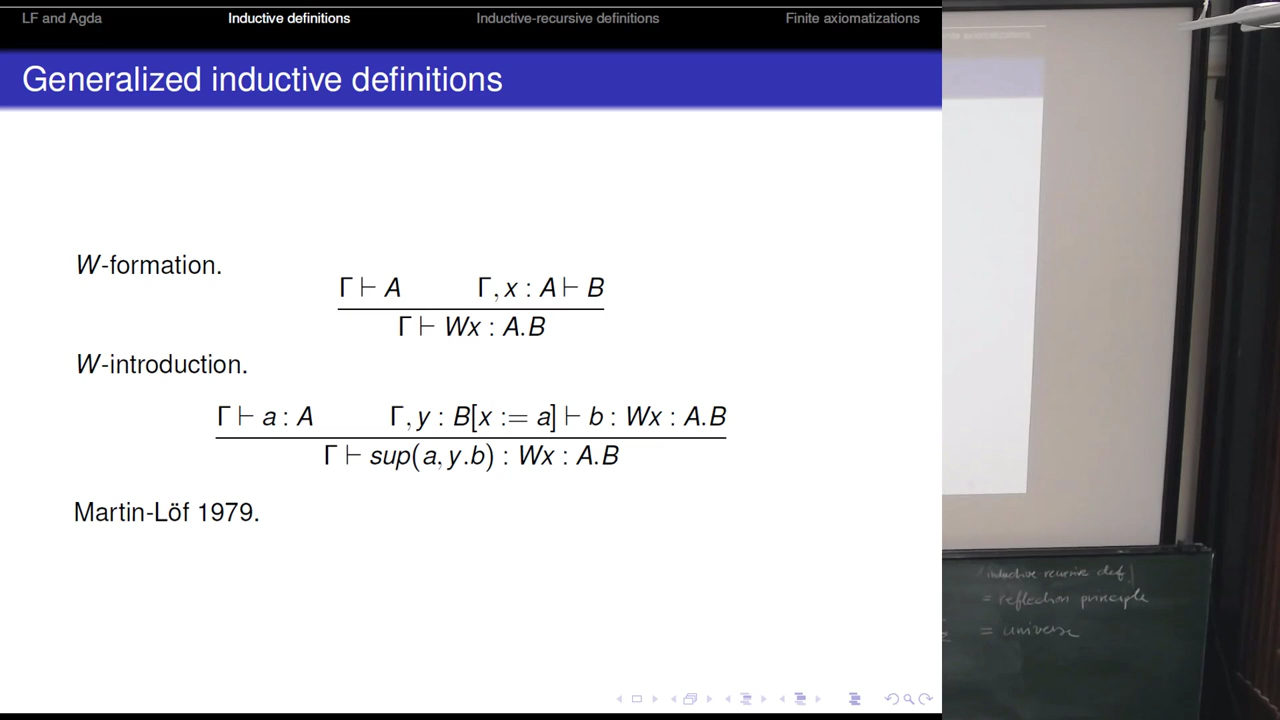 LF and Agda Inductive definitions Inductive-recursive definitions Finite axiomatizations
Generalized inductive definitions
W-formation.
Γ ⊢ A Γ, x : A ⊢ B
Γ ⊢ Wx : A.B
W-introduction.
Γ ⊢ a : A Γ, y : B[x := a] ⊢ b : Wx : A.B
Γ ⊢ sup(a, y.b) : Wx : A.B
Martin-Löf 1979.
axiomatizations
inductive recursive def.
= reflection principle
= universe